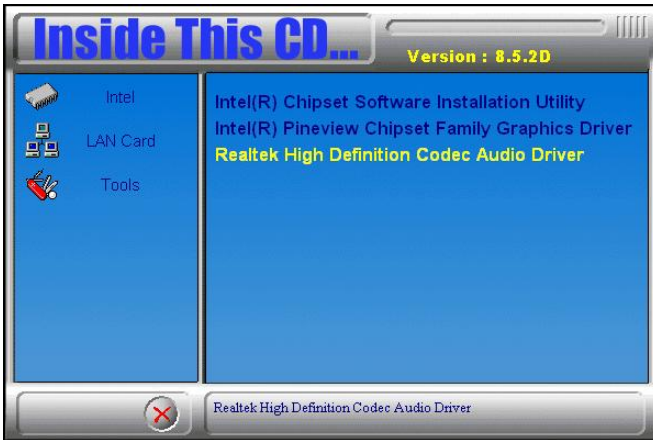 Inside This CD...
Version : 8.5.2D
Intel
LAN Card
Tools
Intel(R) Chipset Software Installation Utility
Intel(R) Pineview Chipset Family Graphics Driver
Realtek High Definition Codec Audio Driver
Realtek High Definition Codec Audio Driver